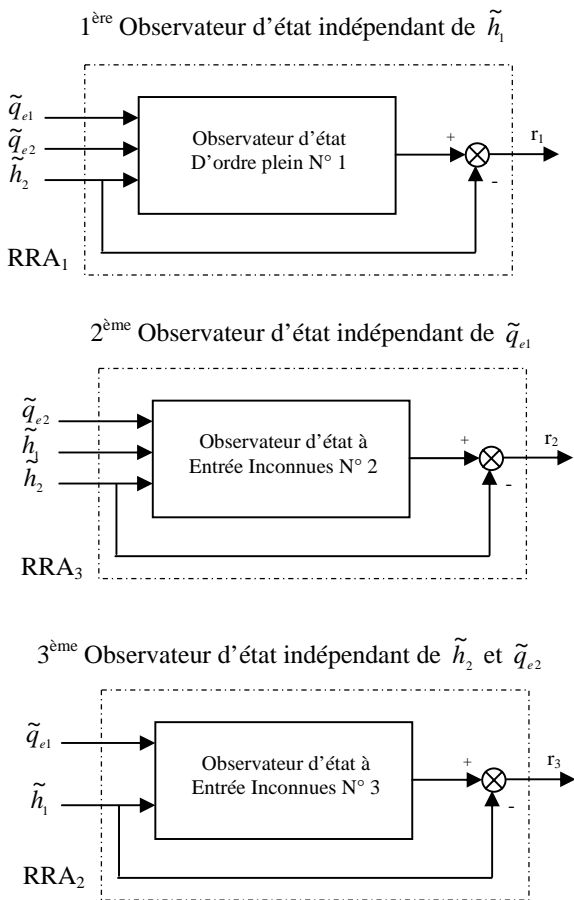 1ère Observateur d'état indépendant de h̃₁
q̃ₑ₁
q̃ₑ₂
h̃₂
Observateur d'état
D'ordre plein N° 1
+
-
r₁
RRA₁
2ème Observateur d'état indépendant de q̃ₑ₁
q̃ₑ₂
h̃₁
h̃₂
Observateur d'état à
Entrée Inconnues N° 2
+
-
r₂
RRA₃
3ème Observateur d'état indépendant de h̃₂ et q̃ₑ₂
q̃ₑ₁
h̃₁
Observateur d'état à
Entrée Inconnues N° 3
+
-
r₃
RRA₂